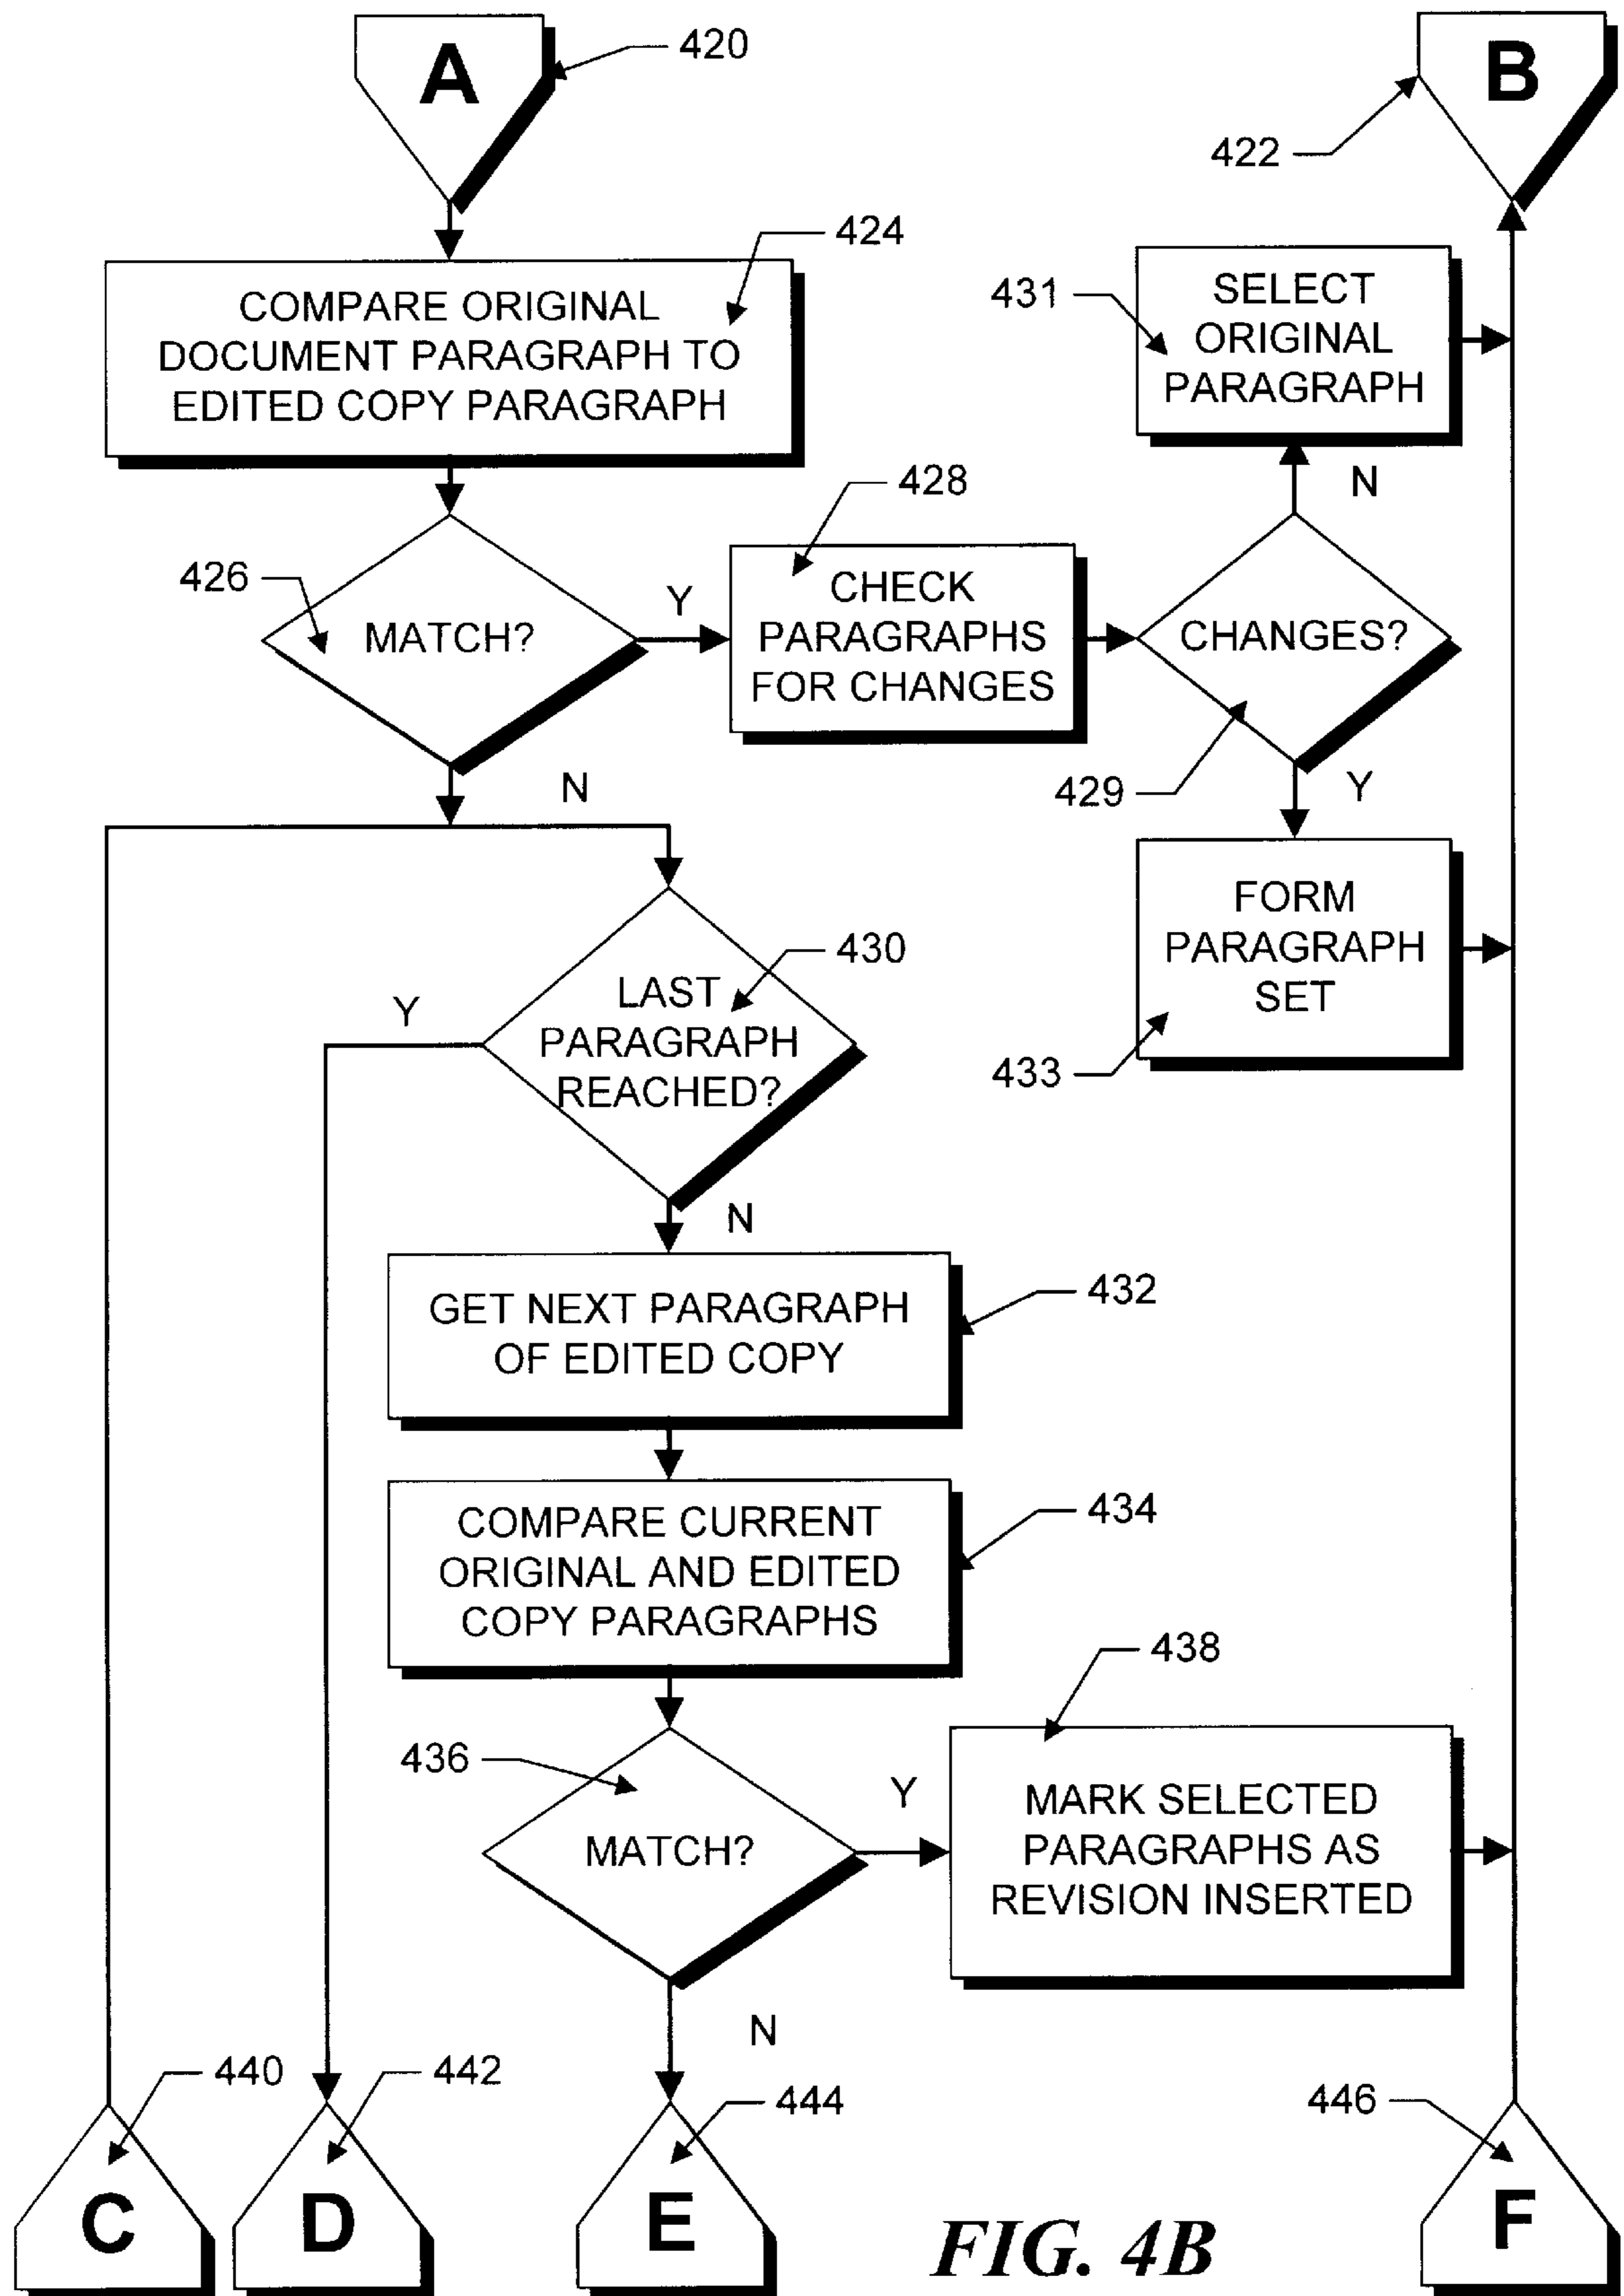 A
420
B
422
424
COMPARE ORIGINAL
DOCUMENT PARAGRAPH TO
EDITED COPY PARAGRAPH
431
SELECT
ORIGINAL
PARAGRAPH
N
428
426
MATCH?
Y
CHECK
PARAGRAPHS
FOR CHANGES
CHANGES?
429
Y
N
FORM
PARAGRAPH
SET
433
430
LAST
PARAGRAPH
REACHED?
Y
N
432
GET NEXT PARAGRAPH
OF EDITED COPY
434
COMPARE CURRENT
ORIGINAL AND EDITED
COPY PARAGRAPHS
438
436
MATCH?
Y
MARK SELECTED
PARAGRAPHS AS
REVISION INSERTED
N
440
442
444
446
C
D
E
F
FIG. 4B